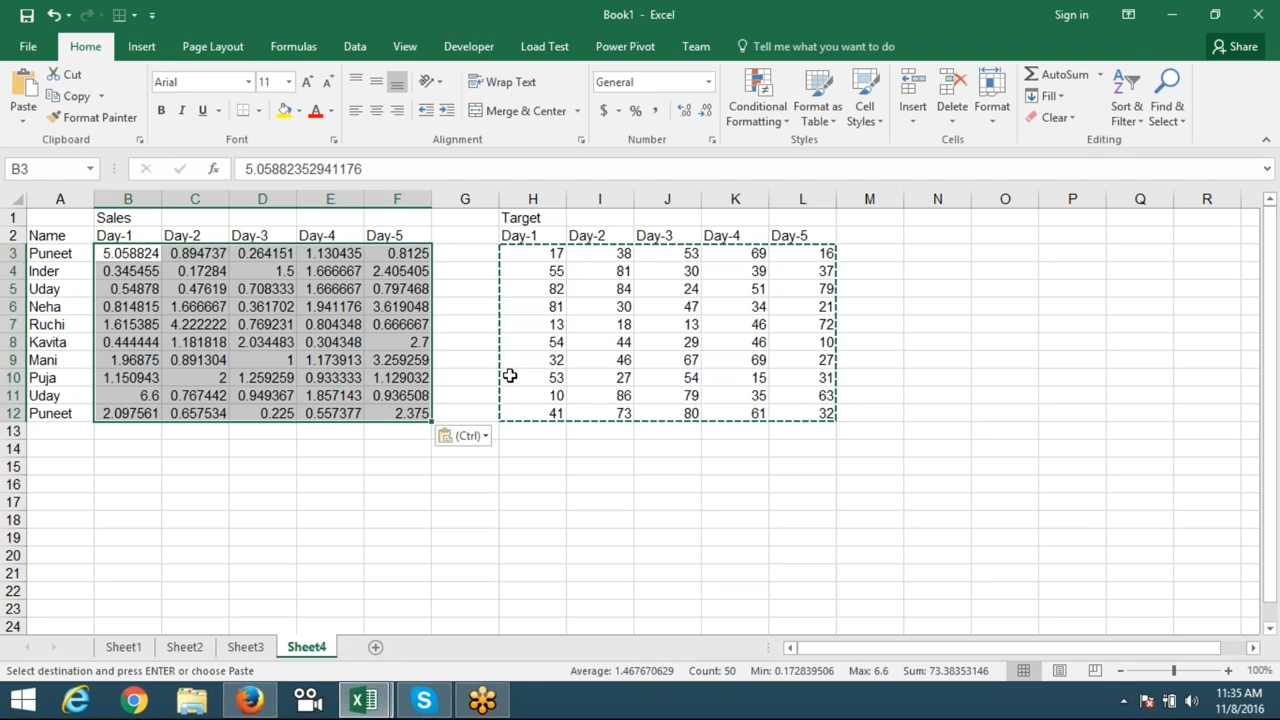 Book1 - Excel
Sign in
File Home Insert Page Layout Formulas Data View Developer Load Test Power Pivot Team Tell me what you want to do Share
Paste Cut Copy Format Painter Clipboard
Arial 11 B I U A Font
Wrap Text Merge & Center Alignment
General $ % , Number
Conditional Formatting Format as Table Cell Styles Styles
Insert Delete Format Cells
AutoSum Fill Clear Sort & Filter Find & Select Editing
B3 fx 5.05882352941176
A B C D E F G H I J K L M N O P Q R
1 Sales Target
2 Name Day-1 Day-2 Day-3 Day-4 Day-5 Day-1 Day-2 Day-3 Day-4 Day-5
3 Puneet 5.058824 0.894737 0.264151 1.130435 0.8125 17 38 53 69 16
4 Inder 0.345455 0.17284 1.5 1.666667 2.405405 55 81 30 39 37
5 Uday 0.54878 0.47619 0.708333 1.666667 0.797468 82 84 24 51 79
6 Neha 0.814815 1.666667 0.361702 1.941176 3.619048 81 30 47 34 21
7 Ruchi 1.615385 4.222222 0.769231 0.804348 0.666667 13 18 13 46 72
8 Kavita 0.444444 1.181818 2.034483 0.304348 2.7 54 44 29 46 10
9 Mani 1.96875 0.891304 1 1.173913 3.259259 32 46 67 69 27
10 Puja 1.150943 2 1.259259 0.933333 1.129032 53 27 54 15 31
11 Uday 6.6 0.767442 0.949367 1.857143 0.936508 10 86 79 35 63
12 Puneet 2.097561 0.657534 0.225 0.557377 2.375 41 73 80 61 32
13 (Ctrl)
14
15
16
17
18
19
20
21
22
23
24
Sheet1 Sheet2 Sheet3 Sheet4
Select destination and press ENTER or choose Paste Average: 1.467670629 Count: 50 Min: 0.172839506 Max: 6.6 Sum: 73.38353146 100%
11:35 AM
11/8/2016